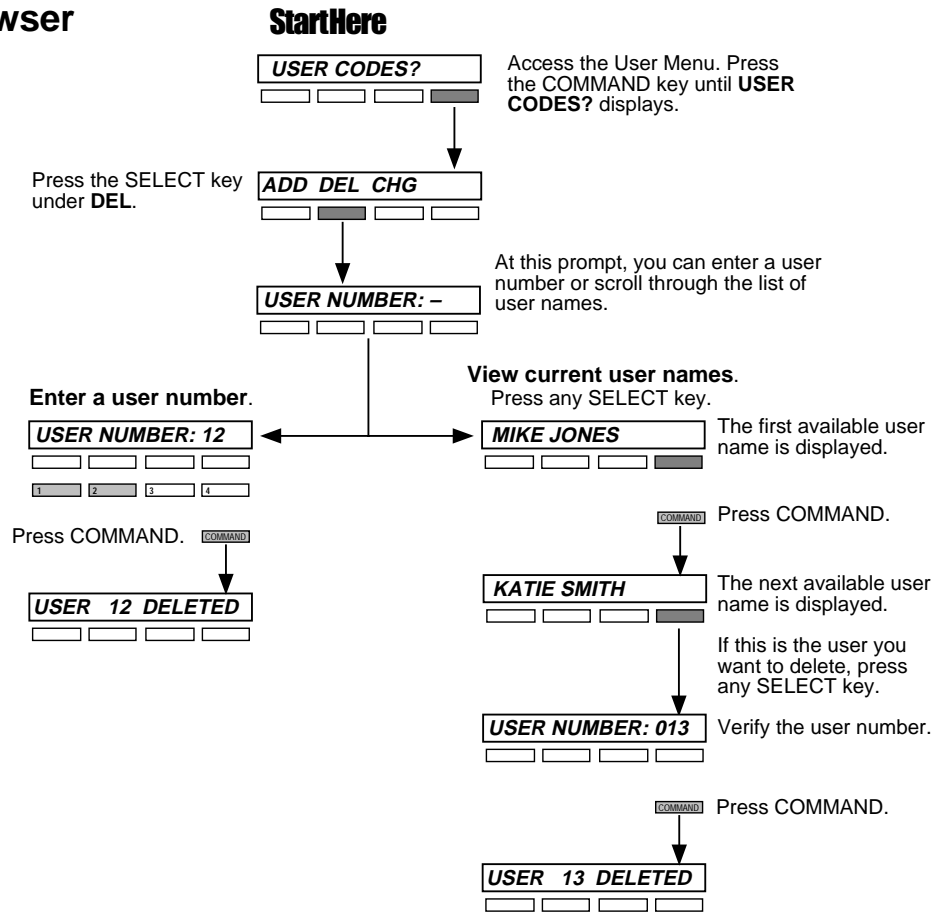 wser
StartHere
USER CODES?
Access the User Menu. Press
the COMMAND key until USER
CODES? displays.
Press the SELECT key
under DEL.
ADD DEL CHG
At this prompt, you can enter a user
number or scroll through the list of
user names.
USER NUMBER: –
Enter a user number.
USER NUMBER: 12
1 2 3 4
Press COMMAND. COMMAND
USER 12 DELETED
View current user names.
Press any SELECT key.
MIKE JONES
The first available user
name is displayed.
COMMAND Press COMMAND.
KATIE SMITH
The next available user
name is displayed.
If this is the user you
want to delete, press
any SELECT key.
USER NUMBER: 013
Verify the user number.
COMMAND Press COMMAND.
USER 13 DELETED